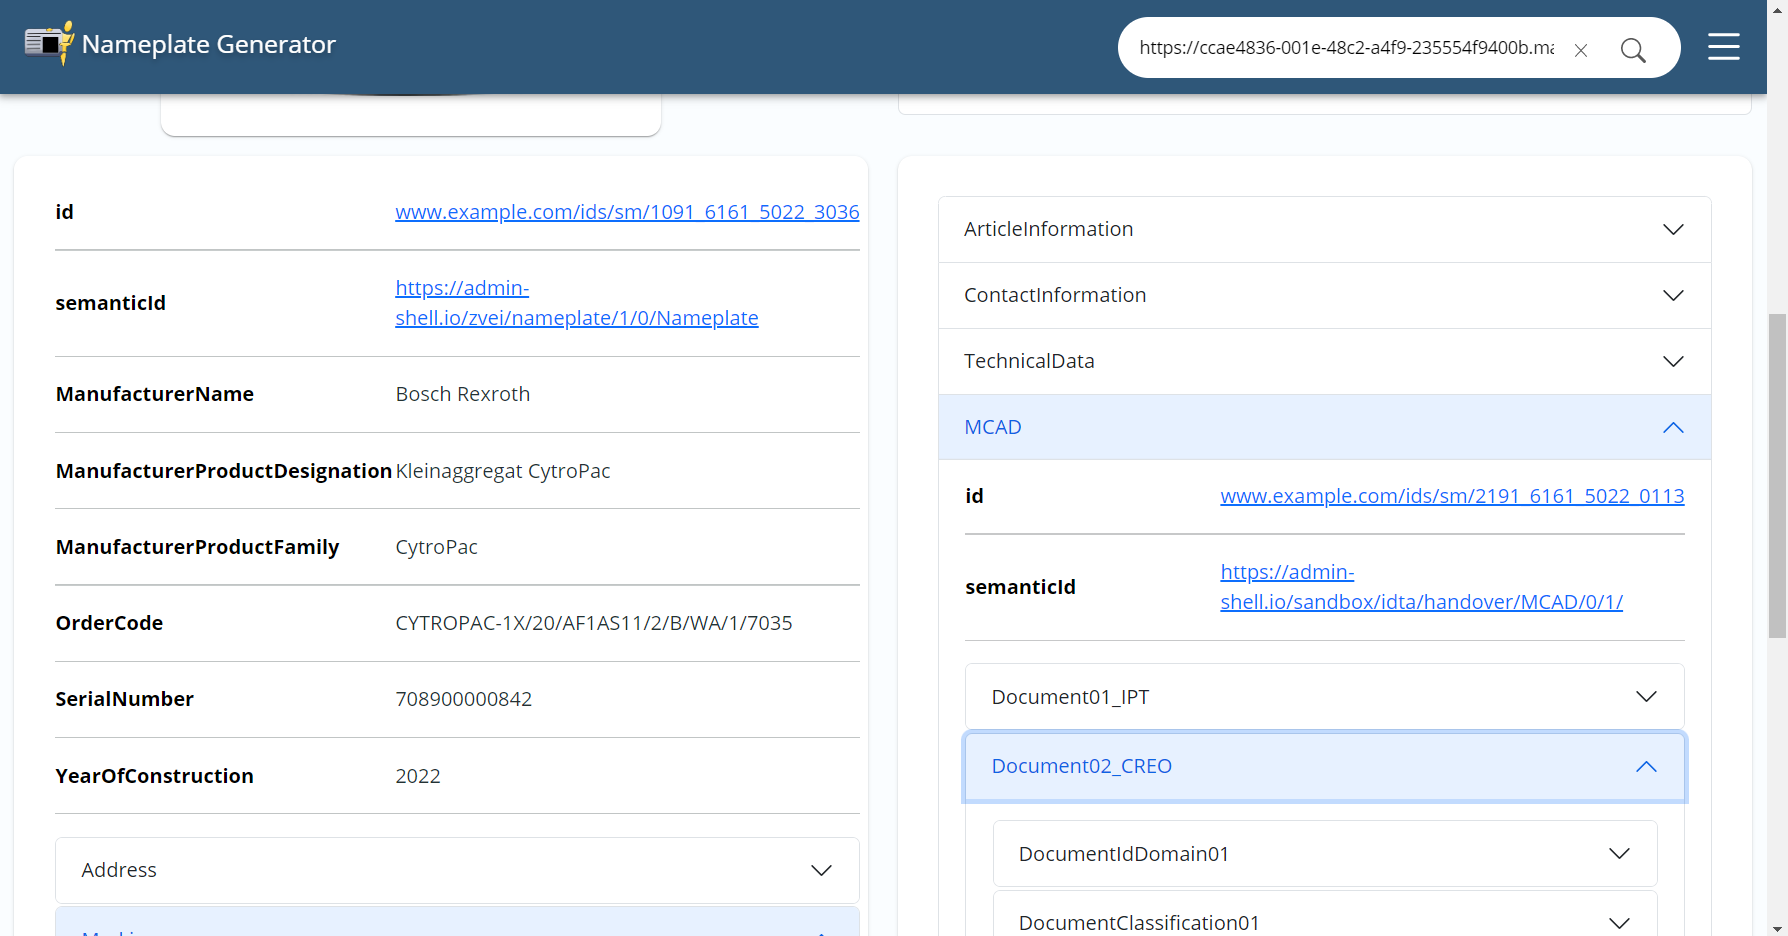 Nameplate Generator
https://ccae4836-001e-48c2-a4f9-235554f9400b.ma
id www.example.com/ids/sm/1091_6161_5022_3036
semanticId https://admin-
shell.io/zvei/nameplate/1/0/Nameplate
ManufacturerName Bosch Rexroth
ManufacturerProductDesignation Kleinaggregat CytroPac
ManufacturerProductFamily CytroPac
OrderCode CYTROPAC-1X/20/AF1AS11/2/B/WA/1/7035
SerialNumber 708900000842
YearOfConstruction 2022
Address
ArticleInformation
ContactInformation
TechnicalData
MCAD
id www.example.com/ids/sm/2191_6161_5022_0113
semanticId https://admin-
shell.io/sandbox/idta/handover/MCAD/0/1/
Document01_IPT
Document02_CREO
DocumentIdDomain01
DocumentClassification01